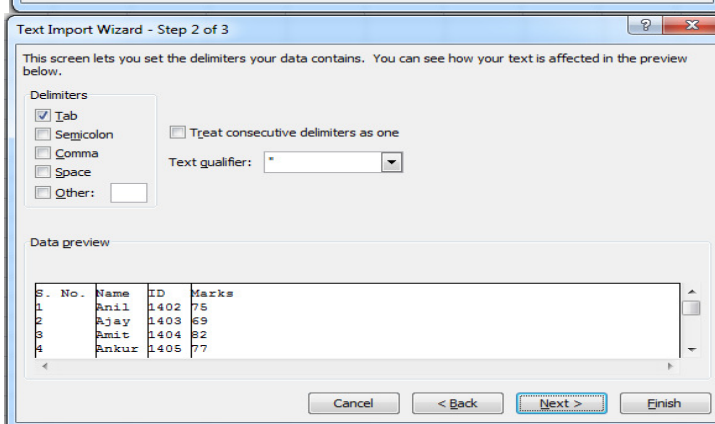 Text Import Wizard - Step 2 of 3
This screen lets you set the delimiters your data contains. You can see how your text is affected in the preview
below.
Delimiters
Tab
Semicolon
Comma
Space
Other:
Treat consecutive delimiters as one
Text qualifier: "
Data preview
S. No. Name ID Marks
1 Anil 1402 75
2 Ajay 1403 69
3 Amit 1404 82
4 Ankur 1405 77
Cancel < Back Next > Finish